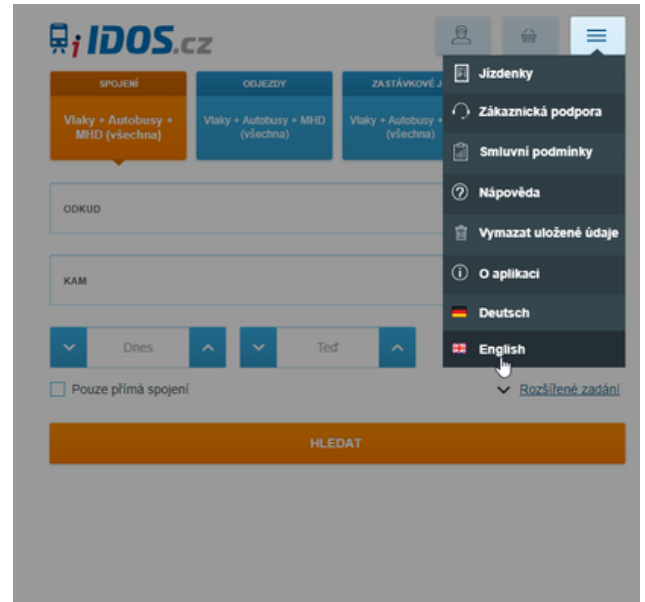 IDOS.cz
SPOJENÍ
Vlaky + Autobusy +
MHD (všechna)
ODJEZDY
Vlaky + Autobusy + MHD
(všechna)
ZASTÁVKOVÉ J
Vlaky + Autobusy +
(všechna)
Jízdenky
Zákaznická podpora
Smluvní podmínky
Nápověda
Vymazat uložené údaje
O aplikaci
Deutsch
English
ODKUD
KAM
Dnes
Teď
Pouze přímá spojení
Rozšířené zadání
HLEDAT